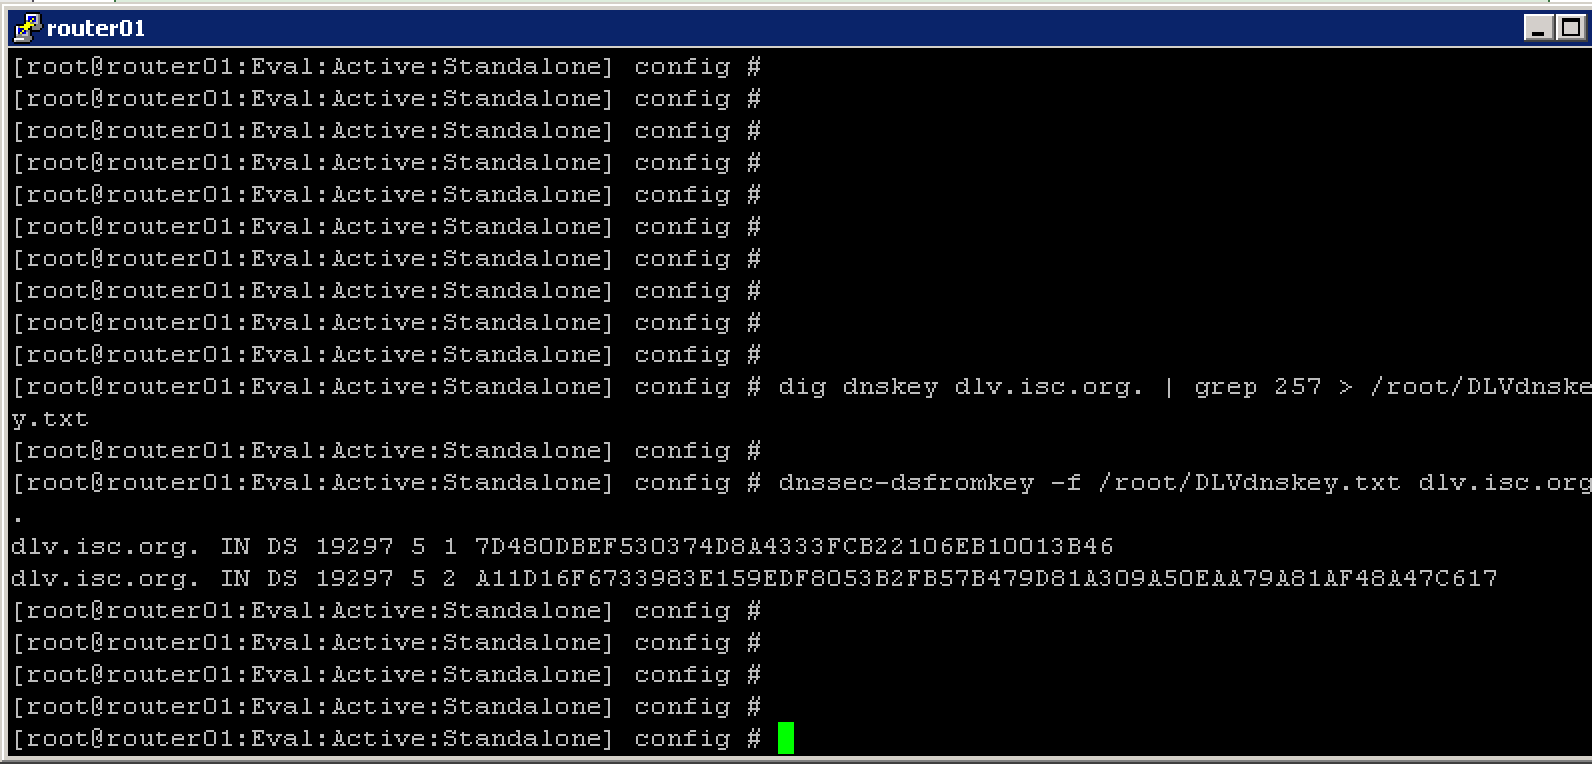 router01
[root@router01:Eval:Active:Standalone] config #
[root@router01:Eval:Active:Standalone] config #
[root@router01:Eval:Active:Standalone] config #
[root@router01:Eval:Active:Standalone] config #
[root@router01:Eval:Active:Standalone] config #
[root@router01:Eval:Active:Standalone] config #
[root@router01:Eval:Active:Standalone] config #
[root@router01:Eval:Active:Standalone] config #
[root@router01:Eval:Active:Standalone] config #
[root@router01:Eval:Active:Standalone] config #
[root@router01:Eval:Active:Standalone] config # dig dnskey dlv.isc.org. | grep 257 > /root/DLVdnske
y.txt
[root@router01:Eval:Active:Standalone] config #
[root@router01:Eval:Active:Standalone] config # dnssec-dsfromkey -f /root/DLVdnskey.txt dlv.isc.org
.
dlv.isc.org. IN DS 19297 5 1 7D480DBEF530374D8A4333FCB22106EB10013B46
dlv.isc.org. IN DS 19297 5 2 A11D16F6733983E159EDF8053B2FB57B479D81A309A50EAA79A81AF48A47C617
[root@router01:Eval:Active:Standalone] config #
[root@router01:Eval:Active:Standalone] config #
[root@router01:Eval:Active:Standalone] config #
[root@router01:Eval:Active:Standalone] config #
[root@router01:Eval:Active:Standalone] config #